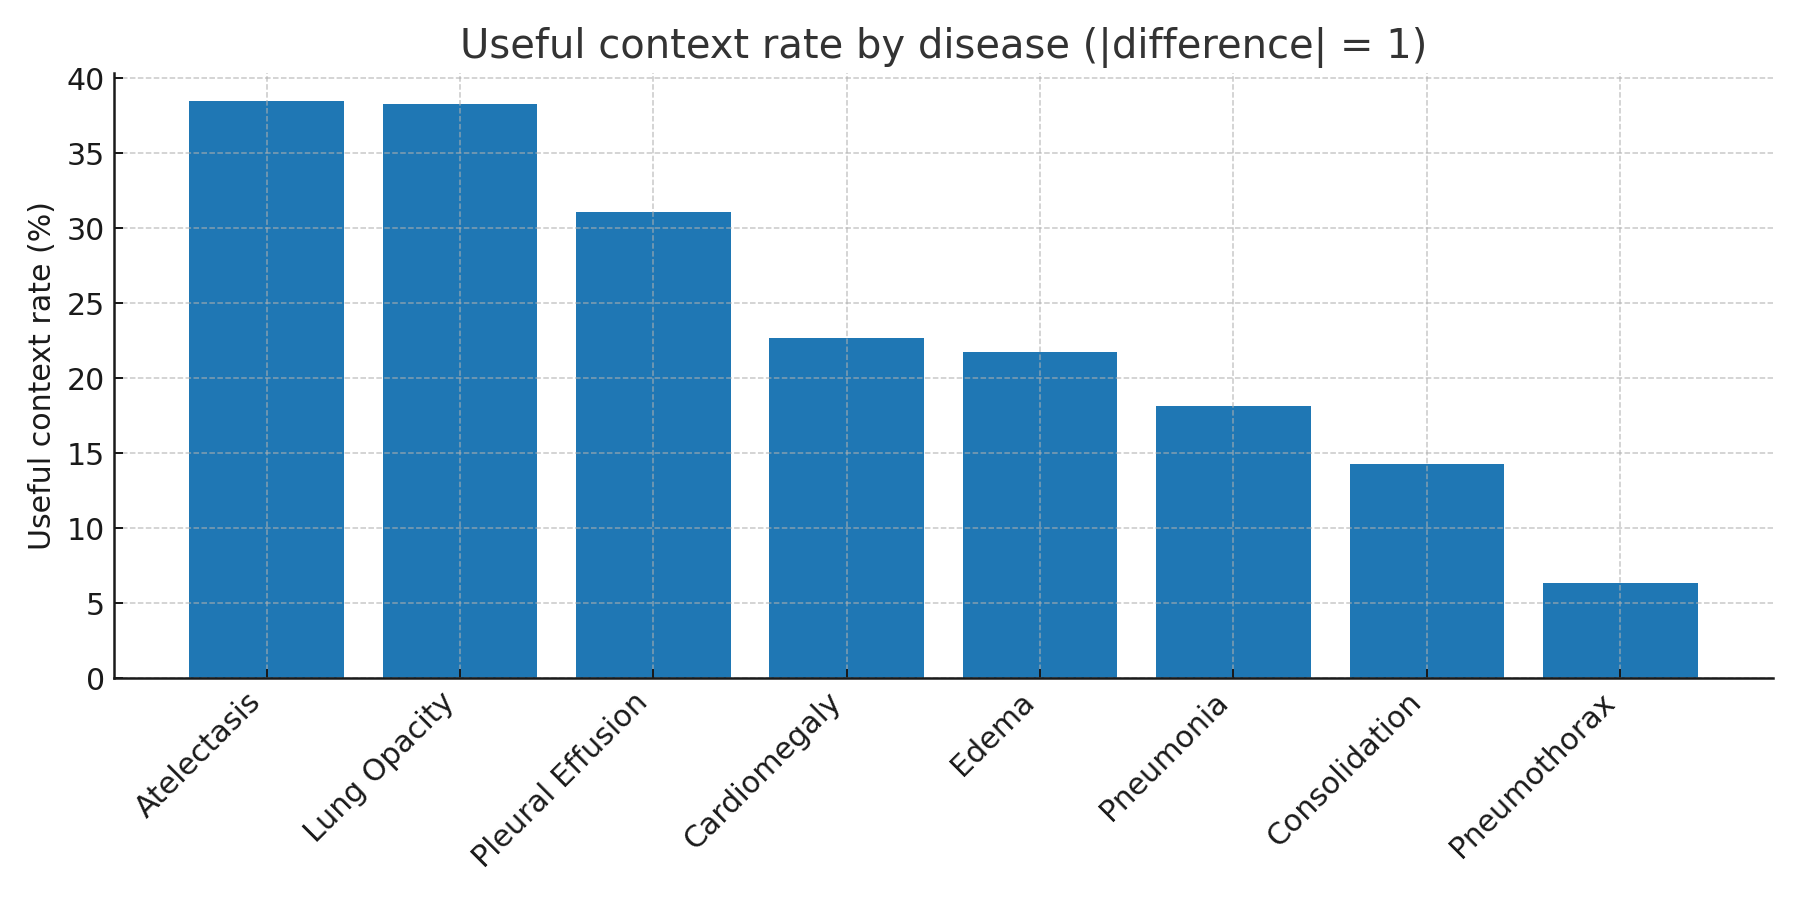 Useful context rate by disease (|difference| = 1)
Useful context rate (%)
40
35
30
25
20
15
10
5
0
Atelectasis
Lung Opacity
Pleural Effusion
Cardiomegaly
Edema
Pneumonia
Consolidation
Pneumothorax